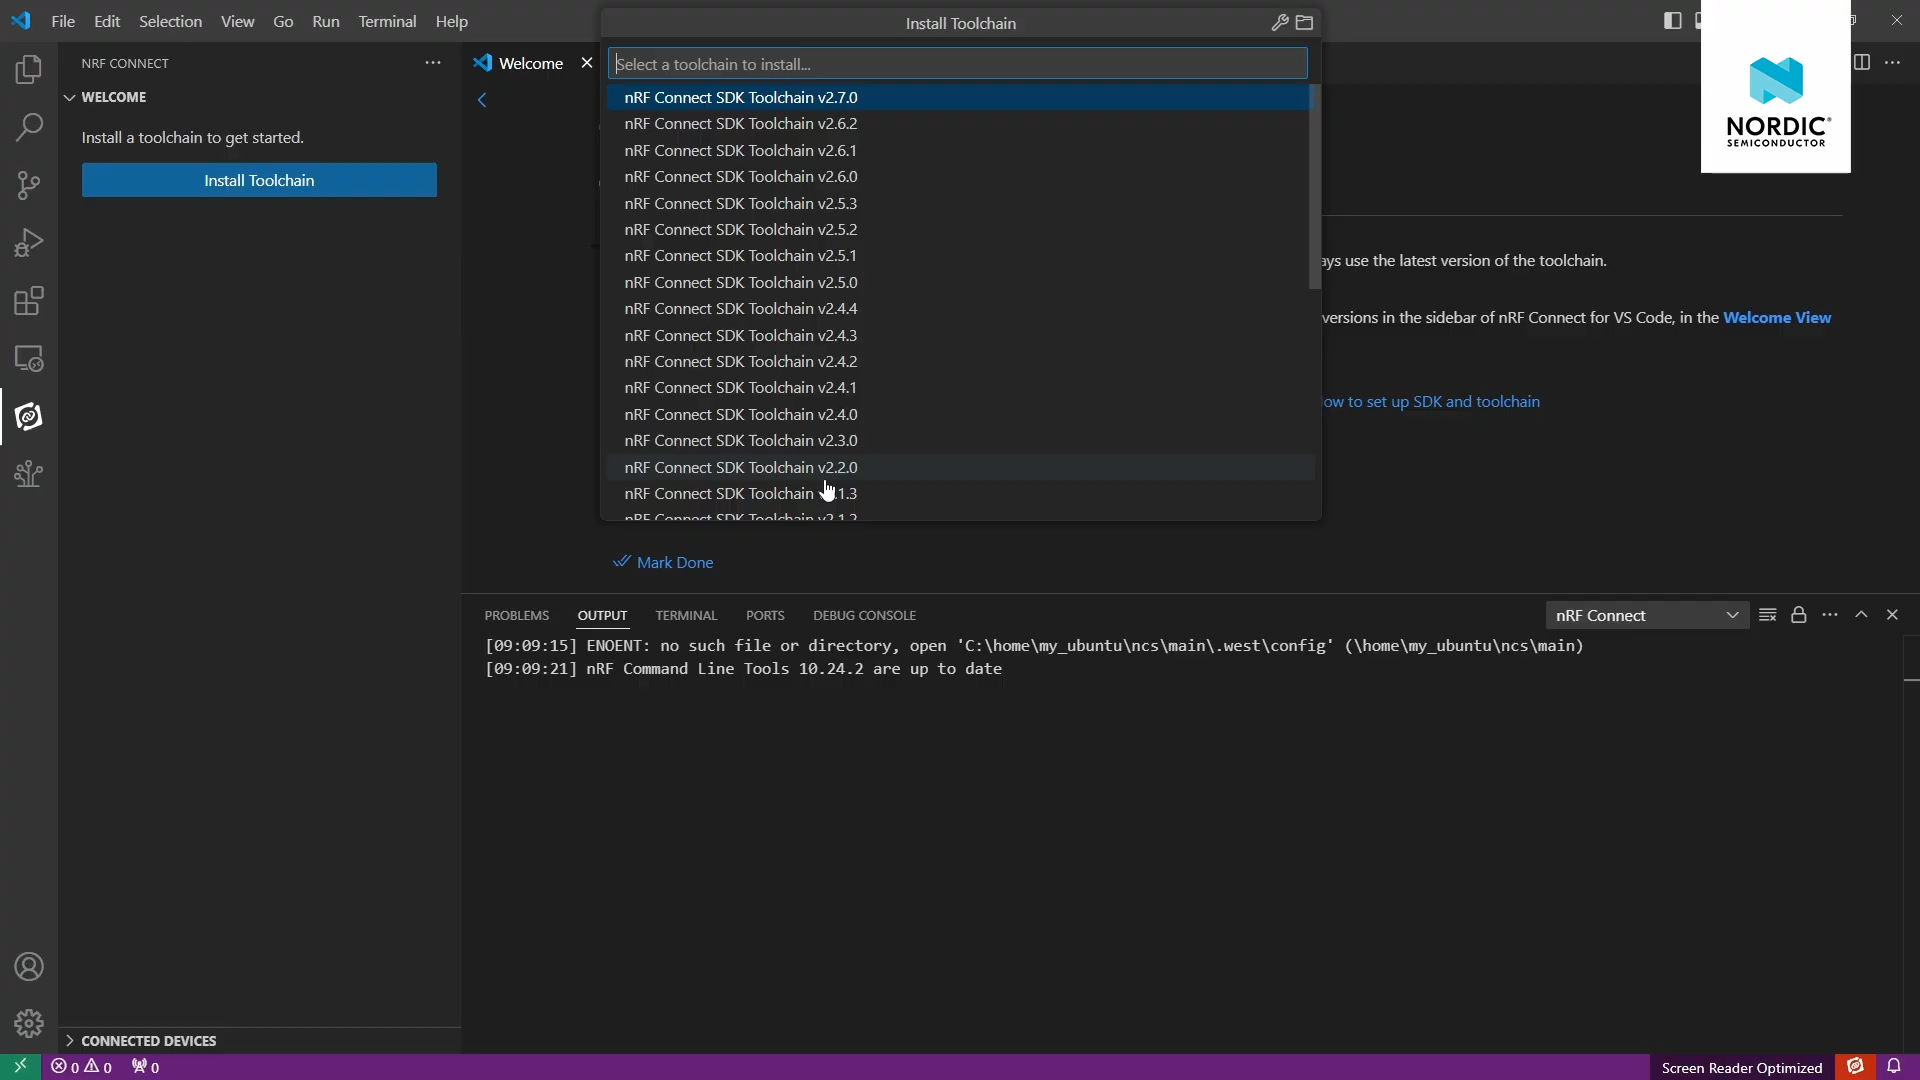 File Edit Selection View Go Run Terminal Help
Install Toolchain
NRF CONNECT
Welcome
Select a toolchain to install...
WELCOME
Install a toolchain to get started.
Install Toolchain
nRF Connect SDK Toolchain v2.7.0
nRF Connect SDK Toolchain v2.6.2
nRF Connect SDK Toolchain v2.6.1
nRF Connect SDK Toolchain v2.6.0
nRF Connect SDK Toolchain v2.5.3
nRF Connect SDK Toolchain v2.5.2
nRF Connect SDK Toolchain v2.5.1
nRF Connect SDK Toolchain v2.5.0
nRF Connect SDK Toolchain v2.4.4
nRF Connect SDK Toolchain v2.4.3
nRF Connect SDK Toolchain v2.4.2
nRF Connect SDK Toolchain v2.4.1
nRF Connect SDK Toolchain v2.4.0
nRF Connect SDK Toolchain v2.3.0
nRF Connect SDK Toolchain v2.2.0
nRF Connect SDK Toolchain .1.3
nRF Connect SDK Toolchain v2.1.2
NORDIC
SEMICONDUCTOR
ays use the latest version of the toolchain.
versions in the sidebar of nRF Connect for VS Code, in the Welcome View
ow to set up SDK and toolchain
Mark Done
PROBLEMS OUTPUT TERMINAL PORTS DEBUG CONSOLE
nRF Connect
[09:09:15] ENOENT: no such file or directory, open 'C:\home\my_ubuntu\ncs\main\.west\config' (\home\my_ubuntu\ncs\main)
[09:09:21] nRF Command Line Tools 10.24.2 are up to date
CONNECTED DEVICES
0 0 0
Screen Reader Optimized